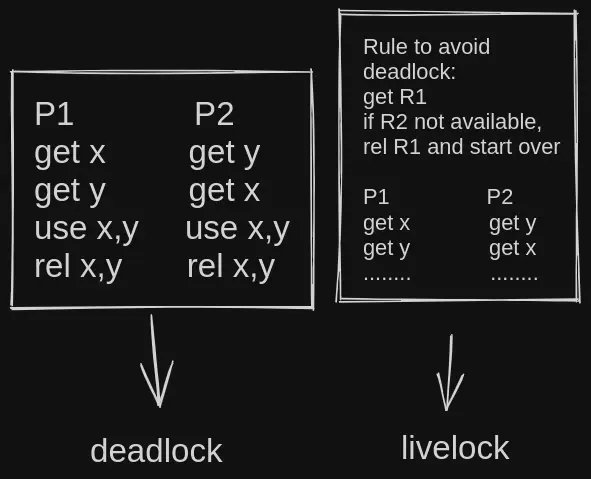 P1 P2
get x get y
get y get x
use x,y use x,y
rel x,y rel x,y
deadlock
Rule to avoid
deadlock:
get R1
if R2 not available,
rel R1 and start over
P1 P2
get x get y
get y get x
........ ........
livelock